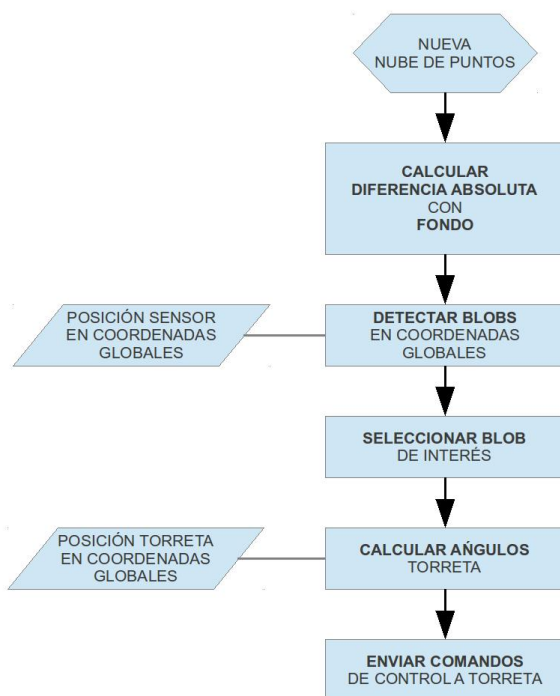 NUEVA
NUBE DE PUNTOS
CALCULAR
DIFERENCIA ABSOLUTA
CON
FONDO
POSICIÓN SENSOR
EN COORDENADAS
GLOBALES
DETECTAR BLOBS
EN COORDENADAS
GLOBALES
SELECCIONAR BLOB
DE INTERÉS
POSICIÓN TORRETA
EN COORDENADAS
GLOBALES
CALCULAR AŃGULOS
TORRETA
ENVIAR COMANDOS
DE CONTROL A TORRETA